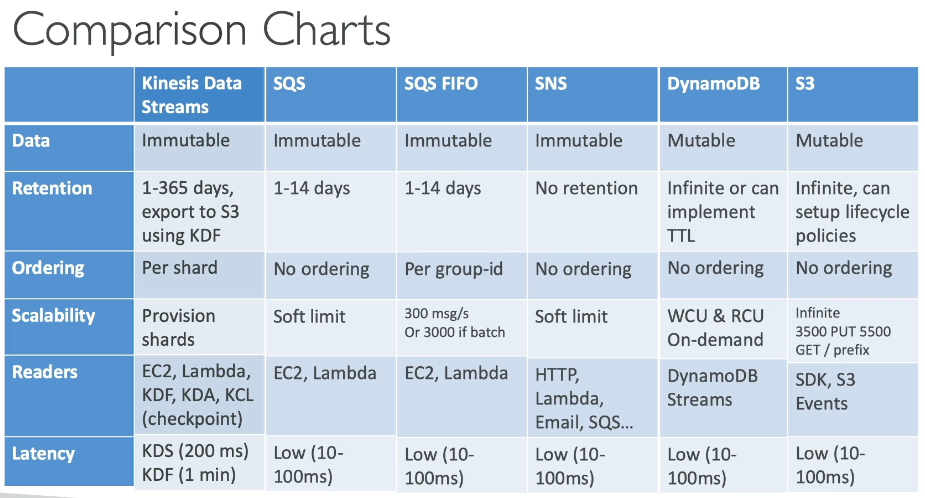 Comparison Charts
Kinesis Data
Streams
SQS
SQS FIFO
SNS
DynamoDB
S3
Data
Immutable
Immutable
Immutable
Immutable
Mutable
Mutable
Retention
1-365 days,
export to S3
using KDF
1-14 days
1-14 days
No retention
Infinite or can
implement
TTL
Infinite, can
setup lifecycle
policies
Ordering
Per shard
No ordering
Per group-id
No ordering
No ordering
No ordering
Scalability
Provision
shards
Soft limit
300 msg/s
Or 3000 if batch
Soft limit
WCU & RCU
On-demand
Infinite
3500 PUT 5500
GET / prefix
Readers
EC2, Lambda,
KDF, KDA, KCL
(checkpoint)
EC2, Lambda
EC2, Lambda
HTTP,
Lambda,
Email, SQS...
DynamoDB
Streams
SDK, S3
Events
Latency
KDS (200 ms)
KDF (1 min)
Low (10-
100ms)
Low (10-
100ms)
Low (10-
100ms)
Low (10-
100ms)
Low (10-
100ms)